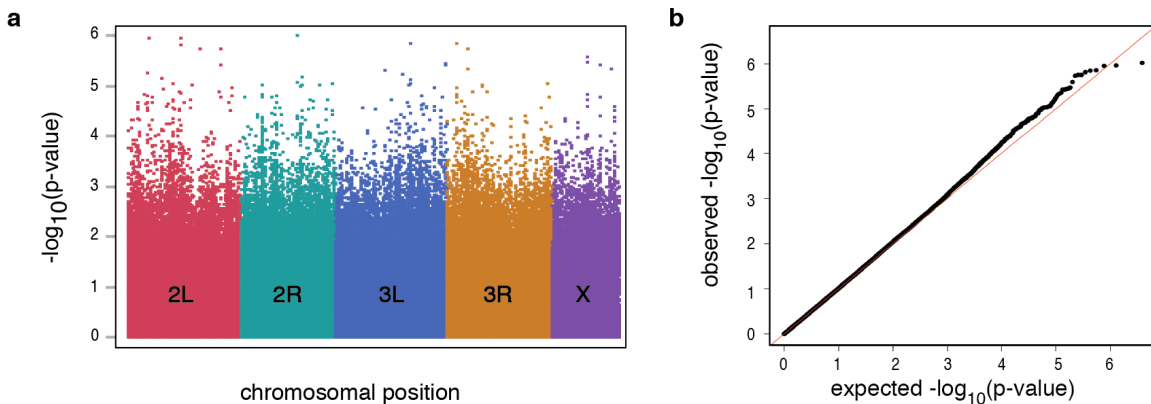 a
6
5
4
3
2
1
0
-log10(p-value)
2L
2R
3L
3R
X
chromosomal position
b
6
5
4
3
2
1
0
observed -log10(p-value)
0 1 2 3 4 5 6
expected -log10(p-value)